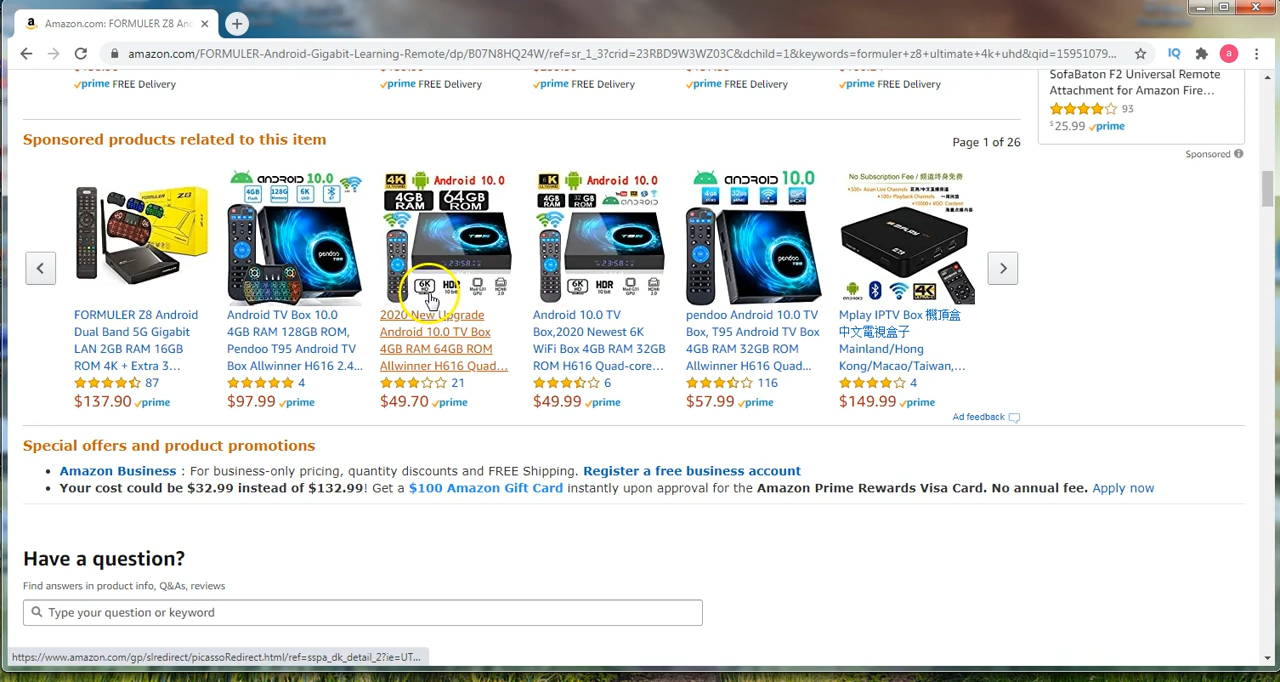 Amazon.com: FORMULER Z8 And
amazon.com/FORMULER-Android-Gigabit-Learning-Remote/dp/B07N8HQ24W/ref=sr_1_3?crid=23RBD9W3WZ03C&dchild=1&keywords=formuler+z8+ultimate+4k+uhd&qid=15951079...
prime FREE Delivery
prime FREE Delivery
prime FREE Delivery
prime FREE Delivery
prime FREE Delivery
SofaBaton F2 Universal Remote
Attachment for Amazon Fire...
93
$25.99 prime
Sponsored
Sponsored products related to this item
Page 1 of 26
FORMULER Z8 Android
Dual Band 5G Gigabit
LAN 2GB RAM 16GB
ROM 4K + Extra 3...
87
$137.90 prime
Android TV Box 10.0
4GB RAM 128GB ROM,
Pendoo T95 Android TV
Box Allwinner H616 2.4...
4
$97.99 prime
2020 New Upgrade
Android 10.0 TV Box
4GB RAM 64GB ROM
Allwinner H616 Quad...
21
$49.70 prime
Android 10.0 TV
Box,2020 Newest 6K
WiFi Box 4GB RAM 32GB
ROM H616 Quad-core...
6
$49.99 prime
pendoo Android 10.0 TV
Box, T95 Android TV Box
4GB RAM 32GB ROM
Allwinner H616 Quad...
116
$57.99 prime
Mplay IPTV Box 機頂盒
中文電視盒子
Mainland/Hong
Kong/Macao/Taiwan,...
4
$149.99 prime
Ad feedback
Special offers and product promotions
Amazon Business : For business-only pricing, quantity discounts and FREE Shipping. Register a free business account
Your cost could be $32.99 instead of $132.99! Get a $100 Amazon Gift Card instantly upon approval for the Amazon Prime Rewards Visa Card. No annual fee. Apply now
Have a question?
Find answers in product info, Q&As, reviews
Type your question or keyword
https://www.amazon.com/gp/slredirect/picassoRedirect.html/ref=sspa_dk_detail_2?ie=UT...